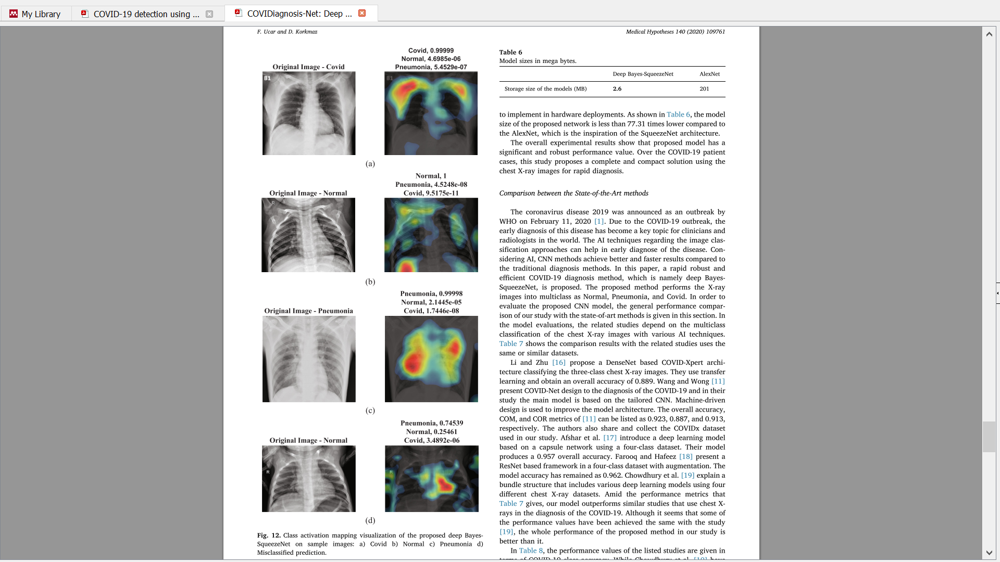 My Library
COVID-19 detection using ...
COVIDiagnosis-Net: Deep ...
F. Ucar and D. Korkmaz
Medical Hypotheses 140 (2020) 109761
Original Image - Covid
Covid, 0.99999
Normal, 4.6985e-06
Pneumonia, 5.4529e-07
B1
B1
(a)
Original Image - Normal
Normal, 1
Pneumonia, 4.5248e-08
Covid, 9.5175e-11
R
R
(b)
Original Image - Pneumonia
Pneumonia, 0.99998
Normal, 2.1445e-05
Covid, 1.7446e-08
(c)
Original Image - Normal
Pneumonia, 0.74539
Normal, 0.25461
Covid, 3.4892e-06
R
R
(d)
Fig. 12. Class activation mapping visualization of the proposed deep Bayes-
SqueezeNet on sample images: a) Covid b) Normal c) Pneumonia d)
Misclassified prediction.
Table 6
Model sizes in mega bytes.
Deep Bayes-SqueezeNet AlexNet
Storage size of the models (MB) 2.6 201
to implement in hardware deployments. As shown in Table 6, the model
size of the proposed network is less than 77.31 times lower compared to
the AlexNet, which is the inspiration of the SqueezeNet architecture.
The overall experimental results show that proposed model has a
significant and robust performance value. Over the COVID-19 patient
cases, this study proposes a complete and compact solution using the
chest X-ray images for rapid diagnosis.
Comparison between the State-of-the-Art methods
The coronavirus disease 2019 was announced as an outbreak by
WHO on February 11, 2020 [1]. Due to the COVID-19 outbreak, the
early diagnosis of this disease has become a key topic for clinicians and
radiologists in the world. The AI techniques regarding the image clas-
sification approaches can help in early diagnose of the disease. Con-
sidering AI, CNN methods achieve better and faster results compared to
the traditional diagnosis methods. In this paper, a rapid robust and
efficient COVID-19 diagnosis method, which is namely deep Bayes-
SqueezeNet, is proposed. The proposed method performs the X-ray
images into multiclass as Normal, Pneumonia, and Covid. In order to
evaluate the proposed CNN model, the general performance compar-
ison of our study with the state-of-art methods is given in this section. In
the model evaluations, the related studies depend on the multiclass
classification of the chest X-ray images with various AI techniques.
Table 7 shows the comparison results with the related studies uses the
same or similar datasets.
Li and Zhu [16] propose a DenseNet based COVID-Xpert archi-
tecture classifying the three-class chest X-ray images. They use transfer
learning and obtain an overall accuracy of 0.889. Wang and Wong [11]
present COVID-Net design to the diagnosis of the COVID-19 and in their
study the main model is based on the tailored CNN. Machine-driven
design is used to improve the model architecture. The overall accuracy,
COM, and COR metrics of [11] can be listed as 0.923, 0.887, and 0.913,
respectively. The authors also share and collect the COVIDx dataset
used in our study. Afshar et al. [17] introduce a deep learning model
based on a capsule network using a four-class dataset. Their model
produces a 0.957 overall accuracy. Farooq and Hafeez [18] present a
ResNet based framework in a four-class dataset with augmentation. The
model accuracy has remained as 0.962. Chowdhury et al. [19] explain a
bundle structure that includes various deep learning models using four
different chest X-ray datasets. Amid the performance metrics that
Table 7 gives, our model outperforms similar studies that use chest X-
rays in the diagnosis of the COVID-19. Although it seems that some of
the performance values have been achieved the same with the study
[19], the whole performance of the proposed method in our study is
better than it.
In Table 8, the performance values of the listed studies are given in
terms of COVID-19 class accuracy. While Chowdhury et al. [19] have